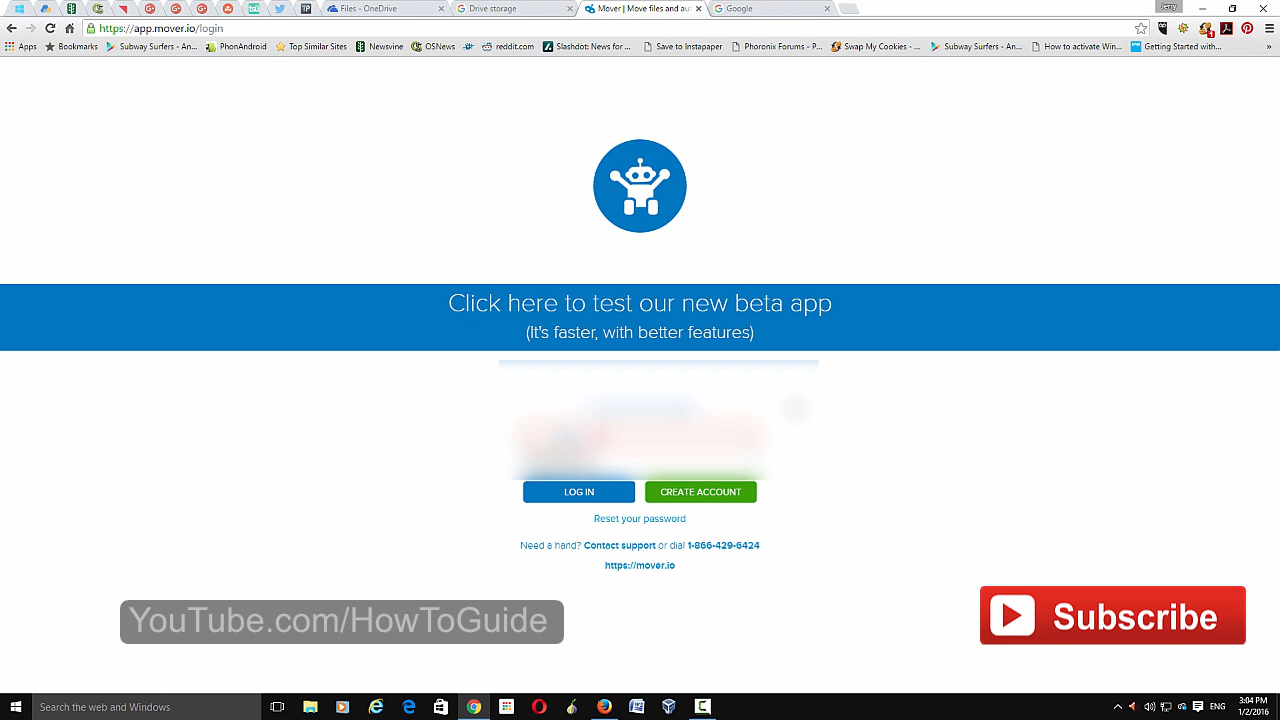 Gerry
Files - OneDrive
Drive storage
Mover | Move files and au
Google
https://app.mover.io/login
Apps
Bookmarks
Subway Surfers - An...
PhonAndroid
Top Similar Sites
Newsvine
OSNews
reddit.com
Slashdot: News for ...
Save to Instapaper
Phoronix Forums - P...
Swap My Cookies - ...
Subway Surfers - An...
How to activate Win...
Getting Started with...
»
Click here to test our new beta app
(It's faster, with better features)
LOG IN
CREATE ACCOUNT
Reset your password
Need a hand? Contact support or dial 1-866-429-6424
https://mover.io
YouTube.com/HowToGuide
Subscribe
Search the web and Windows
ENG
3:04 PM
1/2/2016